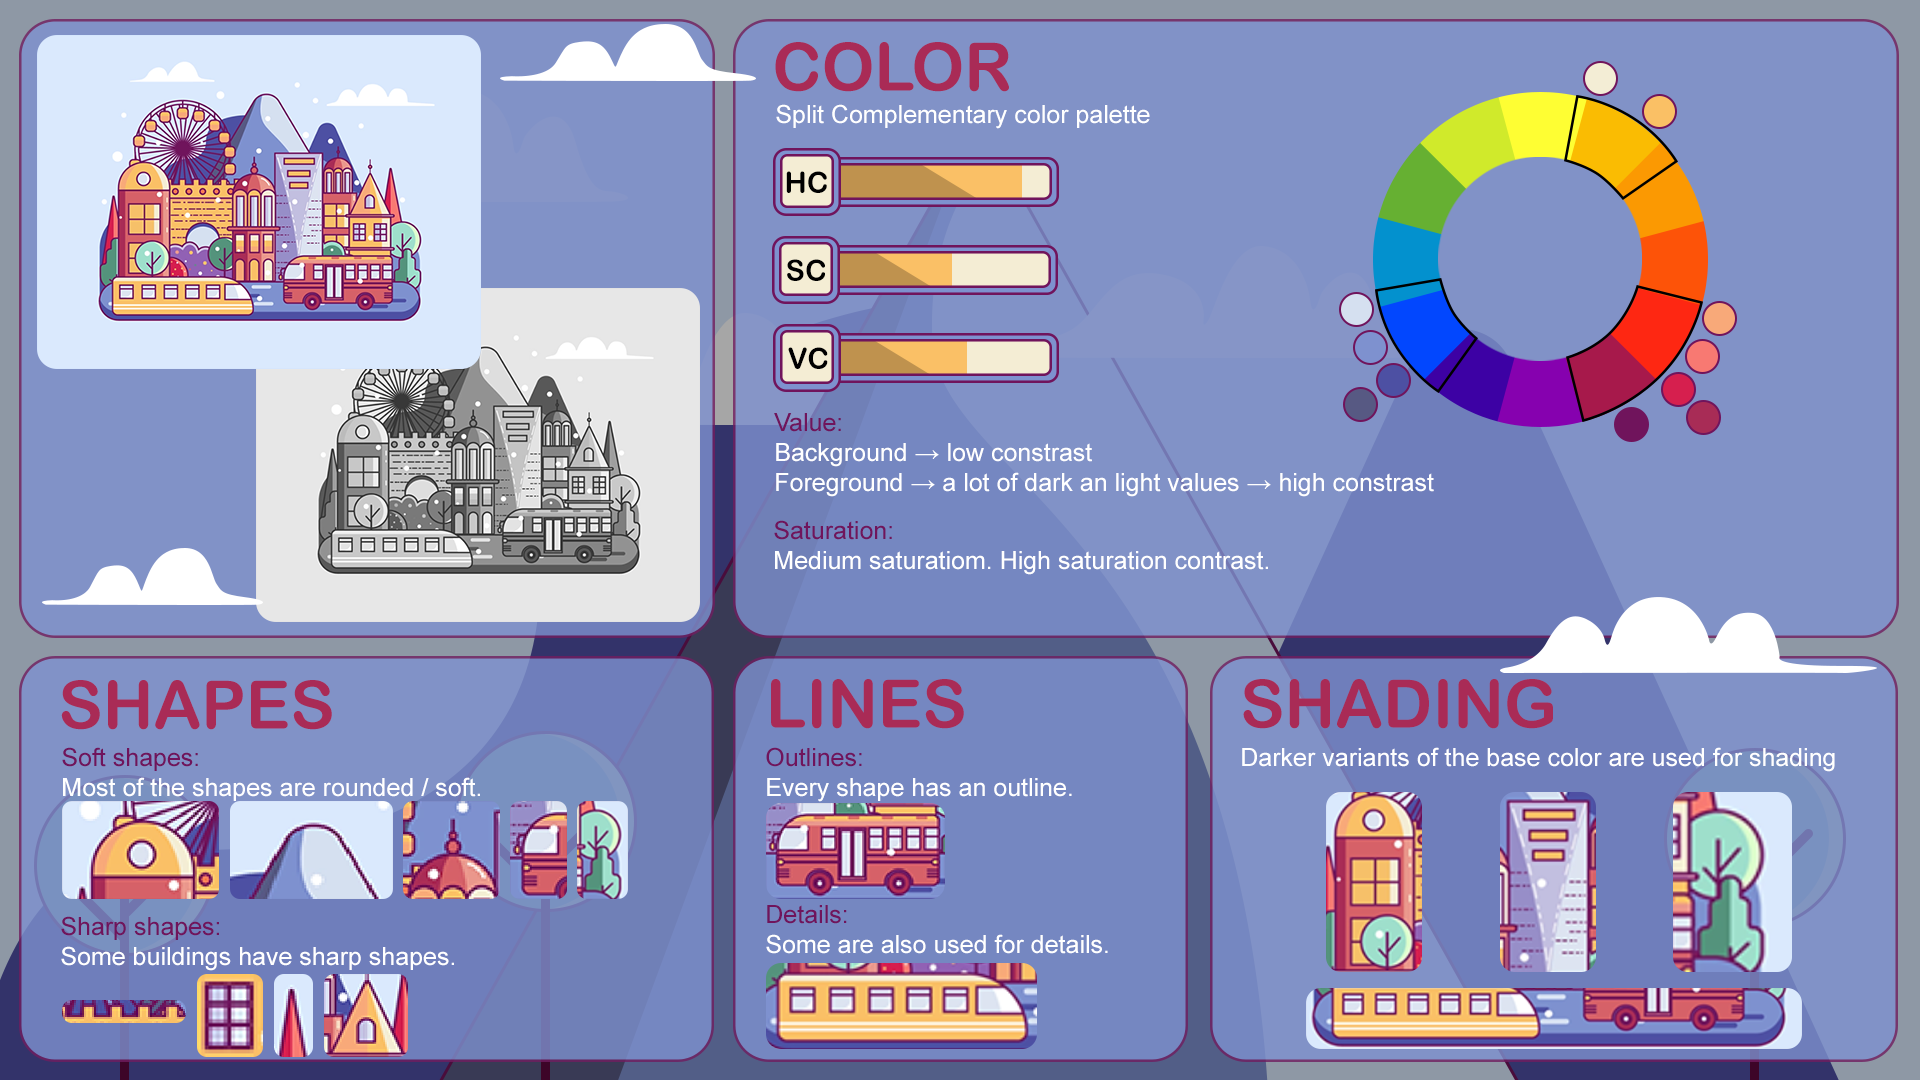 COLOR
Split Complementary color palette
HC
SC
VC
Value:
Background → low constrast
Foreground → a lot of dark an light values → high constrast
Saturation:
Medium saturatiom. High saturation contrast.
SHAPES
Soft shapes:
Most of the shapes are rounded / soft.
Sharp shapes:
Some buildings have sharp shapes.
LINES
Outlines:
Every shape has an outline.
Details:
Some are also used for details.
SHADING
Darker variants of the base color are used for shading